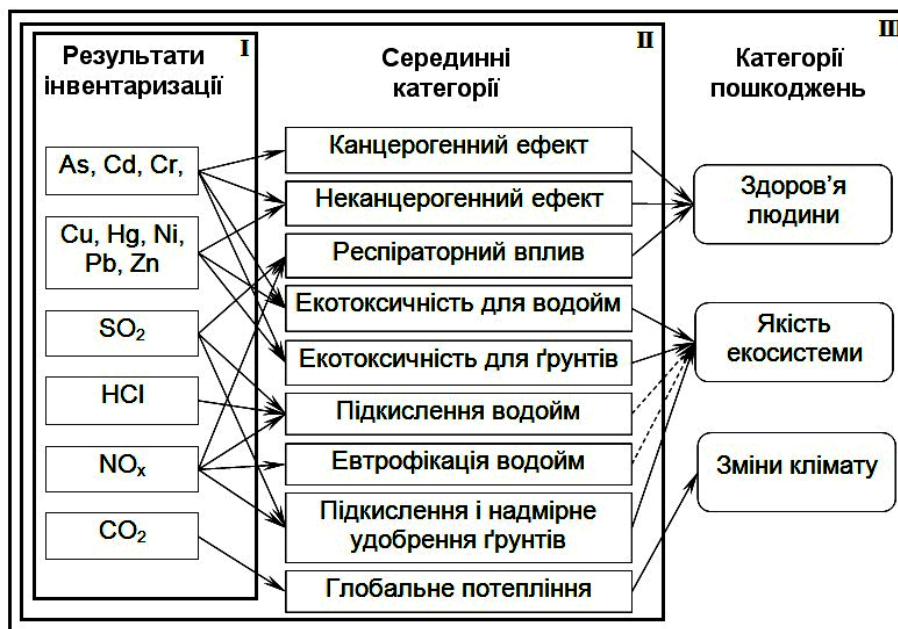 Результати
інвентаризації
I
As, Cd, Cr,
Cu, Hg, Ni,
Pb, Zn
SO₂
HCl
NOₓ
CO₂
Серединні
категорії
II
Канцерогенний ефект
Неканцерогенний ефект
Респіраторний вплив
Екотоксичність для водойм
Екотоксичність для ґрунтів
Підкислення водойм
Евтрофікація водойм
Підкислення і надмірне
удобрення ґрунтів
Глобальне потепління
Категорії
пошкоджень
III
Здоров’я
людини
Якість
екосистеми
Зміни клімату